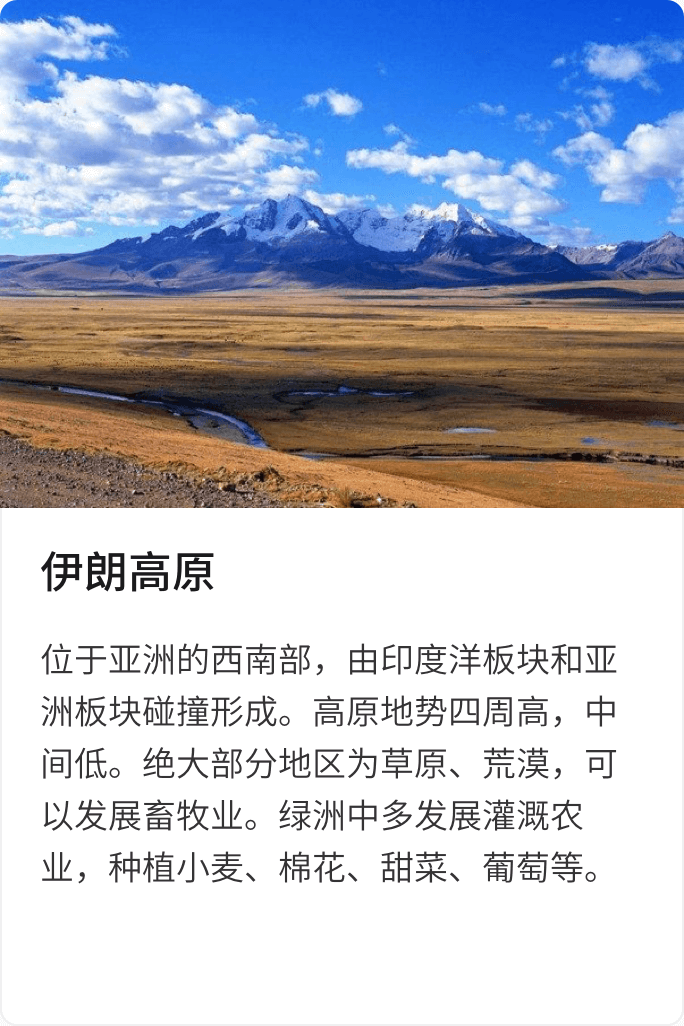 伊朗高原
位于亚洲的西南部，由印度洋板块和亚
洲板块碰撞形成。高原地势四周高，中
间低。绝大部分地区为草原、荒漠，可
以发展畜牧业。绿洲中多发展灌溉农
业，种植小麦、棉花、甜菜、葡萄等。